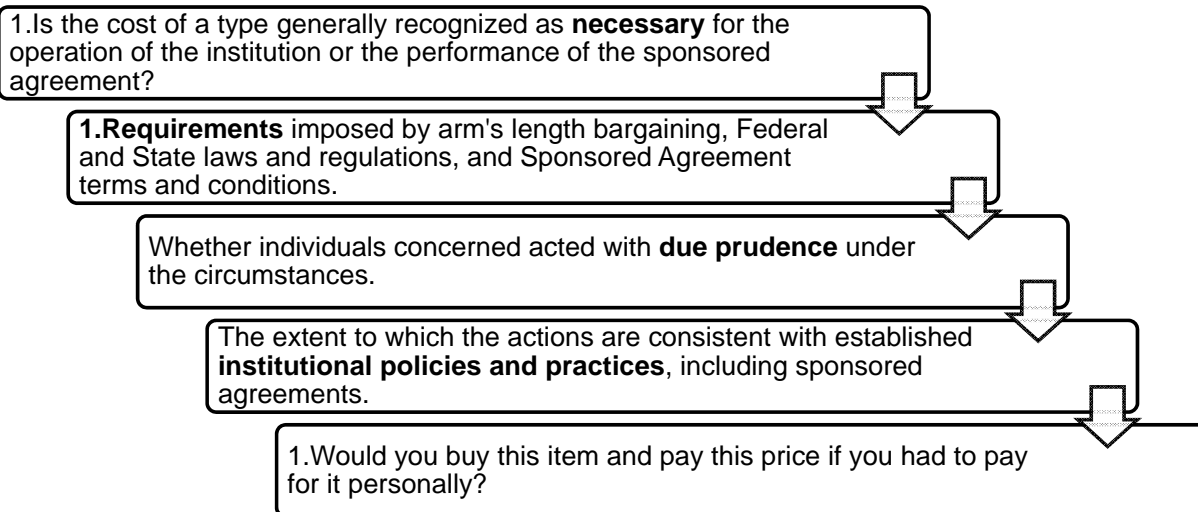 1.Is the cost of a type generally recognized as necessary for the
operation of the institution or the performance of the sponsored
agreement?
1.Requirements imposed by arm's length bargaining, Federal
and State laws and regulations, and Sponsored Agreement
terms and conditions.
Whether individuals concerned acted with due prudence under
the circumstances.
The extent to which the actions are consistent with established
institutional policies and practices, including sponsored
agreements.
1.Would you buy this item and pay this price if you had to pay
for it personally?